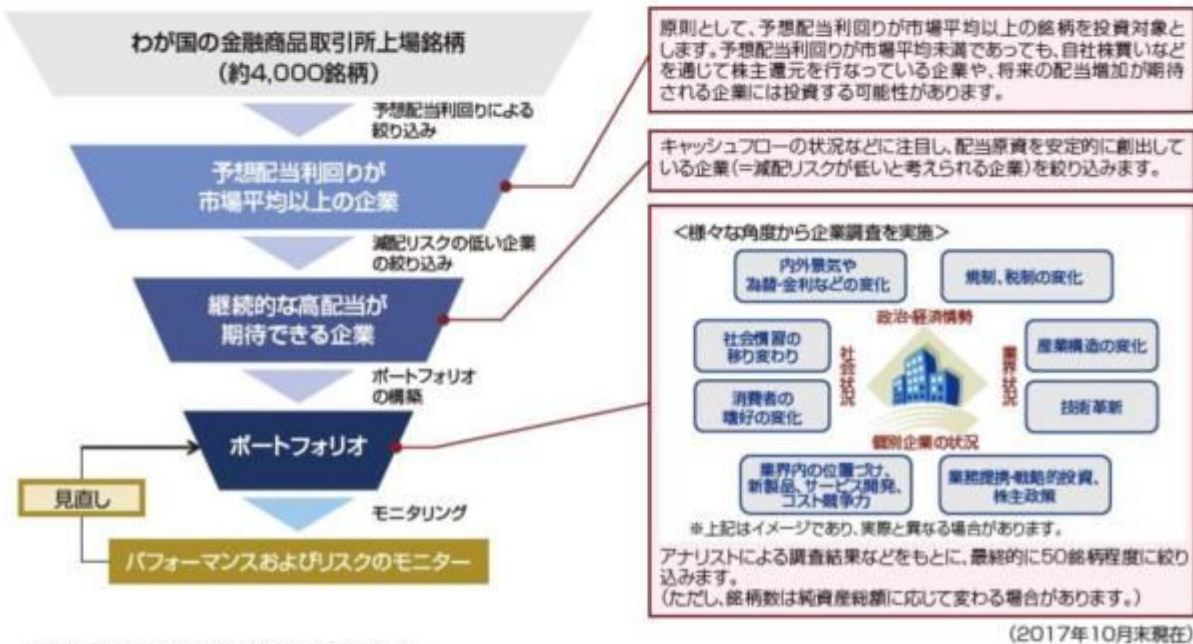 わが国の金融商品取引所上場銘柄
（約4,000銘柄）
予想配当利回りによる
絞り込み
予想配当利回りが
市場平均以上の企業
減配リスクの低い企業
の絞り込み
継続的な高配当が
期待できる企業
ポートフォリオ
の構築
ポートフォリオ
見直し
モニタリング
パフォーマンスおよびリスクのモニター
原則として、予想配当利回りが市場平均以上の銘柄を投資対象と
します。予想配当利回りが市場平均未満であっても、自社株買いなど
を通じて株主還元を行なっている企業や、将来の配当増加が期待
される企業には投資する可能性があります。
キャッシュフローの状況などに注目し、配当原資を安定的に創出して
いる企業(=減配リスクが低いと考えられる企業)を絞り込みます。
<様々な角度から企業調査を実施>
内外景気や
為替・金利などの変化
規制、税制の変化
政治・経済情勢
社会慣習の
移り変わり
社会状況
業界状況
産業構造の変化
消費者の
嗜好の変化
技術革新
個別企業の状況
業界内の位置づけ、
新製品、サービス開発、
コスト競争力
業務提携・戦略的投資、
株主政策
※上記はイメージであり、実際と異なる場合があります。
アナリストによる調査結果などをもとに、最終的に50銘柄程度に絞り
込みます。
(ただし、銘柄数は純資産総額に応じて変わる場合があります。)
(2017年10月末現在)